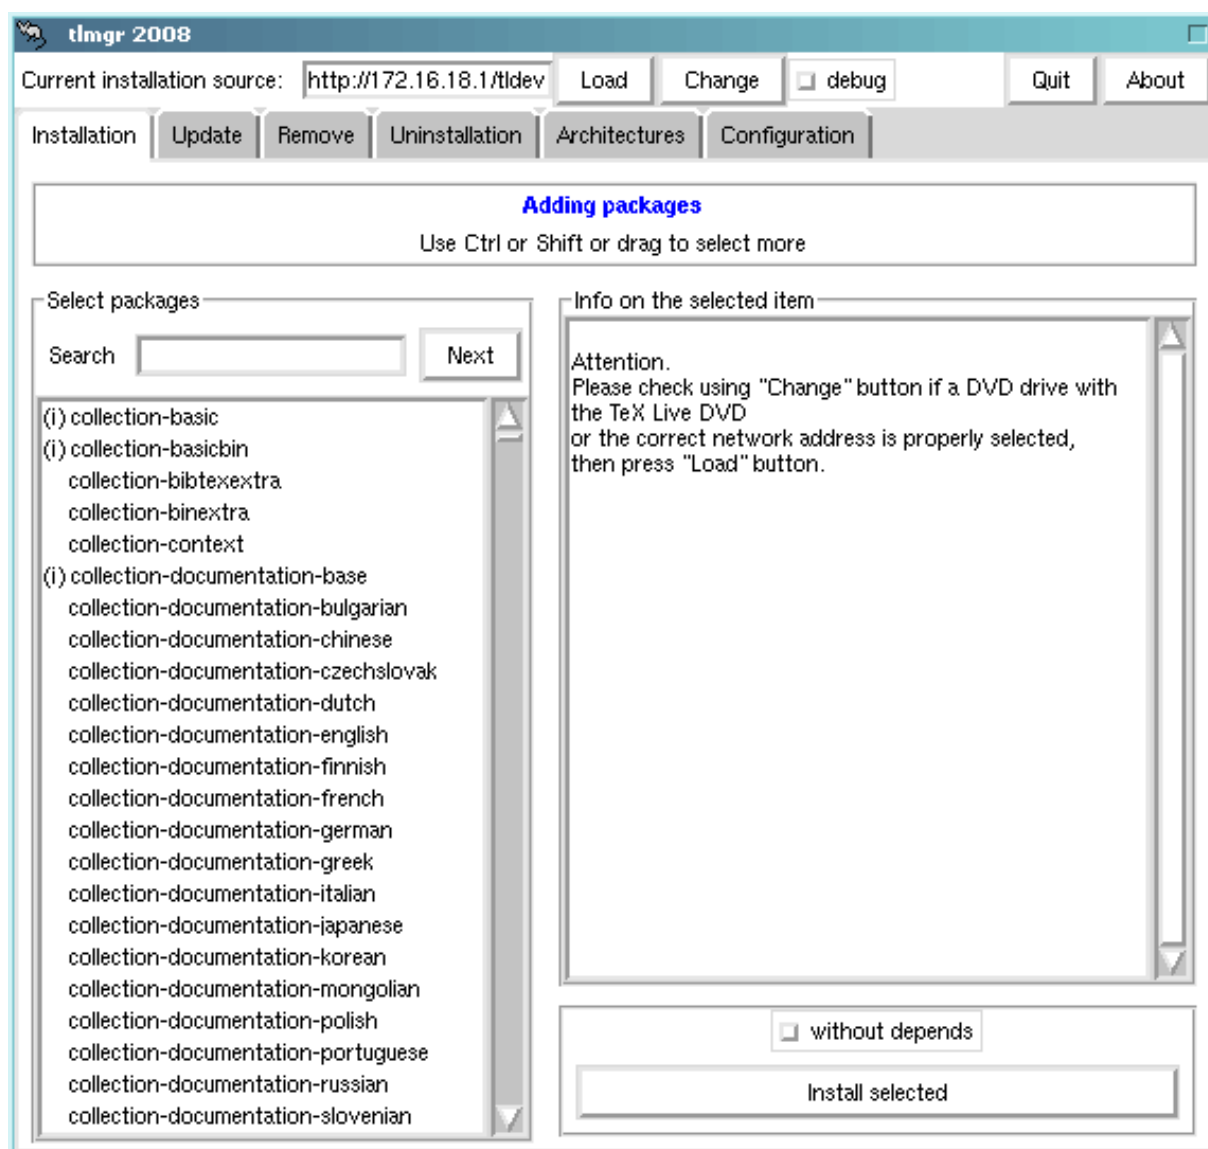 tlmgr 2008
Current installation source: http://172.16.18.1/tldev Load Change debug Quit About
Installation Update Remove Uninstallation Architectures Configuration
Adding packages
Use Ctrl or Shift or drag to select more
Select packages
Search Next
(i) collection-basic
(i) collection-basicbin
collection-bibtexextra
collection-binextra
collection-context
(i) collection-documentation-base
collection-documentation-bulgarian
collection-documentation-chinese
collection-documentation-czechslovak
collection-documentation-dutch
collection-documentation-english
collection-documentation-finnish
collection-documentation-french
collection-documentation-german
collection-documentation-greek
collection-documentation-italian
collection-documentation-japanese
collection-documentation-korean
collection-documentation-mongolian
collection-documentation-polish
collection-documentation-portuguese
collection-documentation-russian
collection-documentation-slovenian
Info on the selected item
Attention.
Please check using "Change" button if a DVD drive with
the TeX Live DVD
or the correct network address is properly selected,
then press "Load" button.
without depends
Install selected